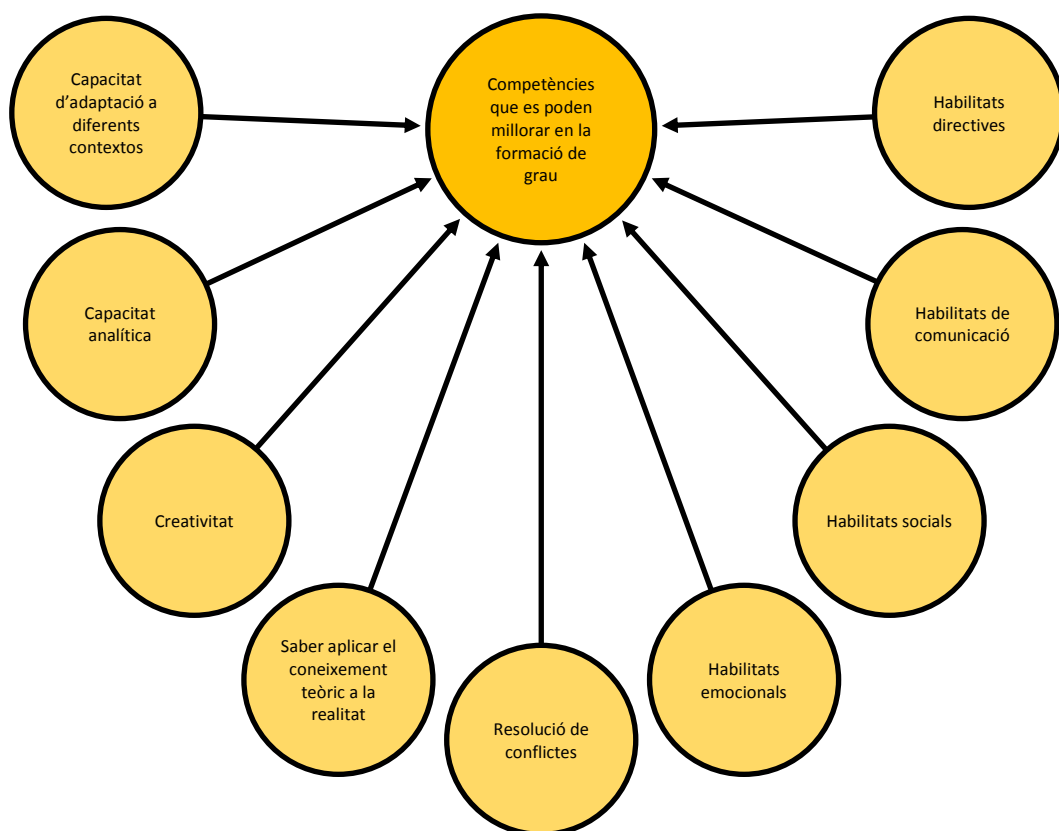 Capacitat
d’adaptació a
diferents
contextos
Competències
que es poden
millorar en la
formació de
grau
Habilitats
directives
Capacitat
analítica
Habilitats de
comunicació
Creativitat
Habilitats socials
Saber aplicar el
coneixement
teòric a la
realitat
Resolució de
conflictes
Habilitats
emocionals